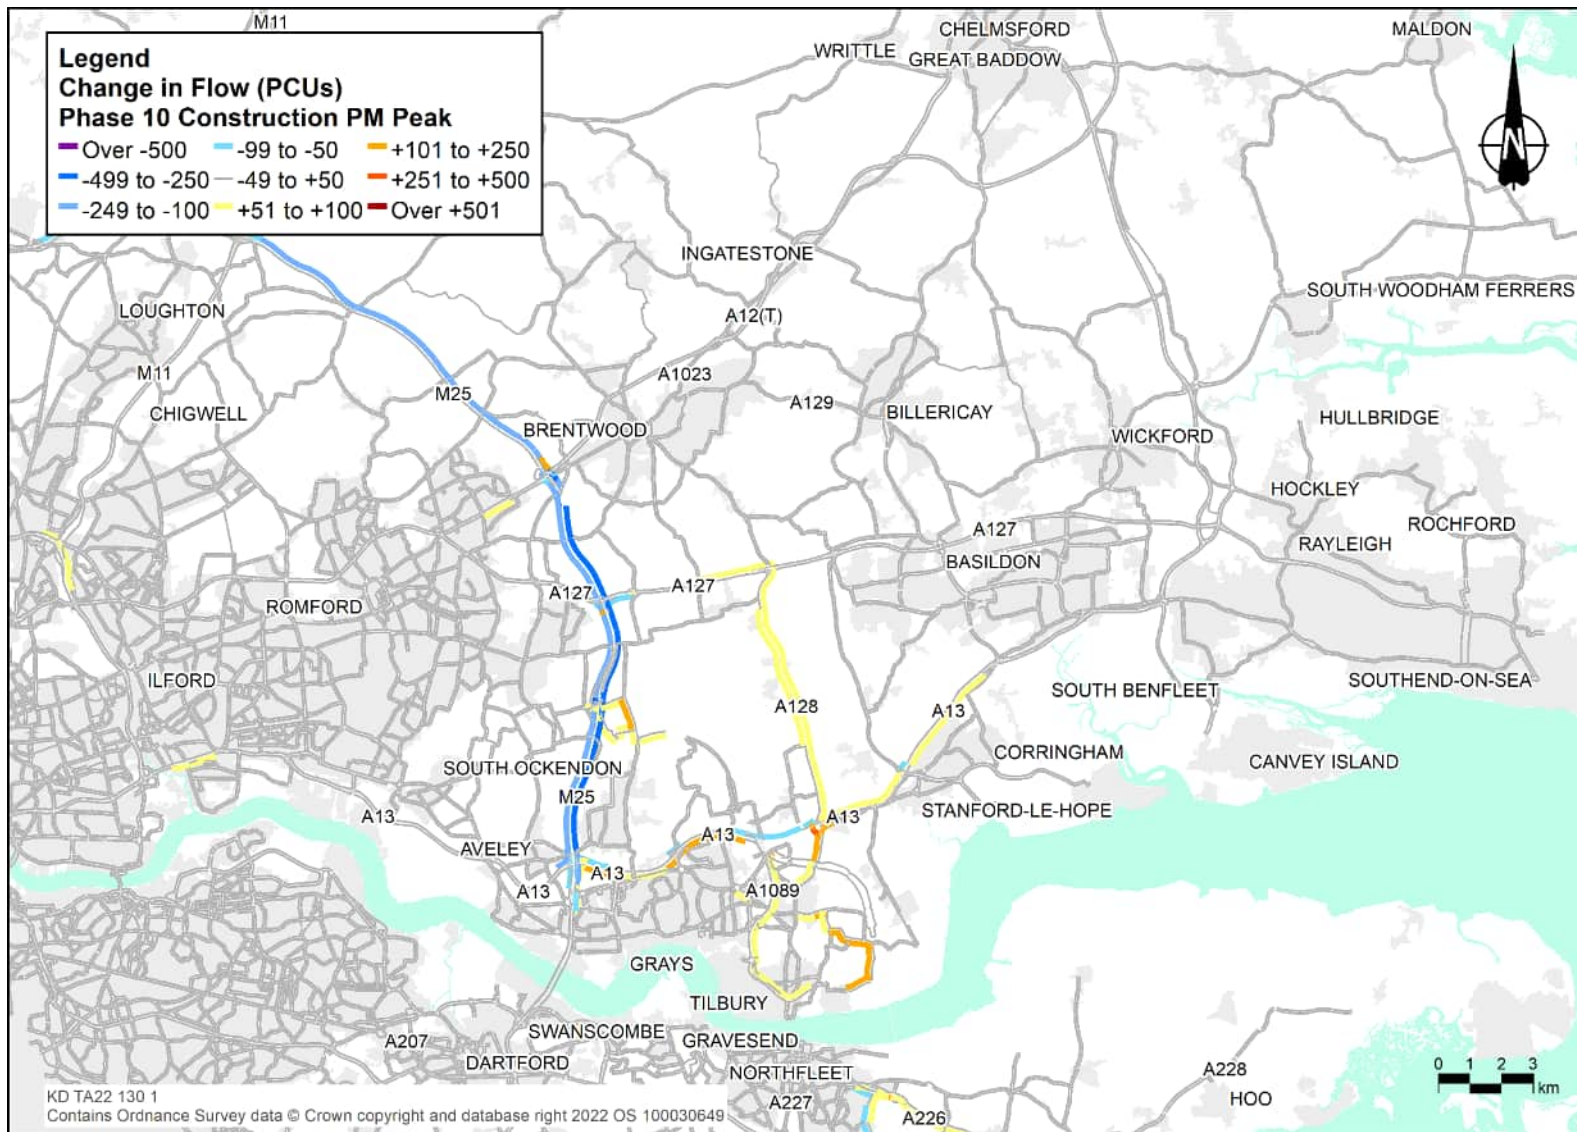 M11
Legend
Change in Flow (PCUs)
Phase 10 Construction PM Peak
Over -500
-99 to -50
+101 to +250
-499 to -250
-49 to +50
+251 to +500
-249 to -100
+51 to +100
Over +501
CHELMSFORD
MALDON
WRITTLE
GREAT BADDOW
N
INGATESTONE
SOUTH WOODHAM FERRERS
LOUGHTON
A12(T)
M11
A1023
M25
A129
CHIGWELL
BILLERICAY
HULLBRIDGE
BRENTWOOD
WICKFORD
HOCKLEY
ROCHFORD
A127
RAYLEIGH
BASILDON
A127
A127
ROMFORD
ILFORD
SOUTHEND-ON-SEA
SOUTH BENFLEET
A128
A13
CORRINGHAM
CANVEY ISLAND
SOUTH OCKENDON
M25
STANFORD-LE-HOPE
A13
A13
A13
AVELEY
A13
A13
A1089
GRAYS
TILBURY
SWANSCOMBE
A207
GRAVESEND
DARTFORD
NORTHFLEET
A228
0 1 2 3
km
HOO
A227
A226
KD TA22 130 1
Contains Ordnance Survey data © Crown copyright and database right 2022 OS 100030649